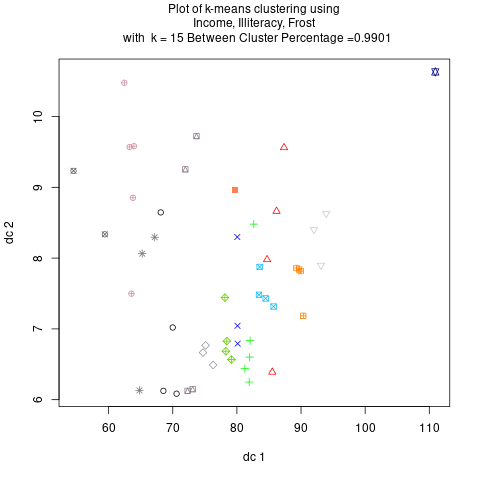 Plot of k-means clustering using
Income, Illiteracy, Frost
with k = 15 Between Cluster Percentage =0.9901
10
9
8
7
6
dc 2
60 70 80 90 100 110
dc 1